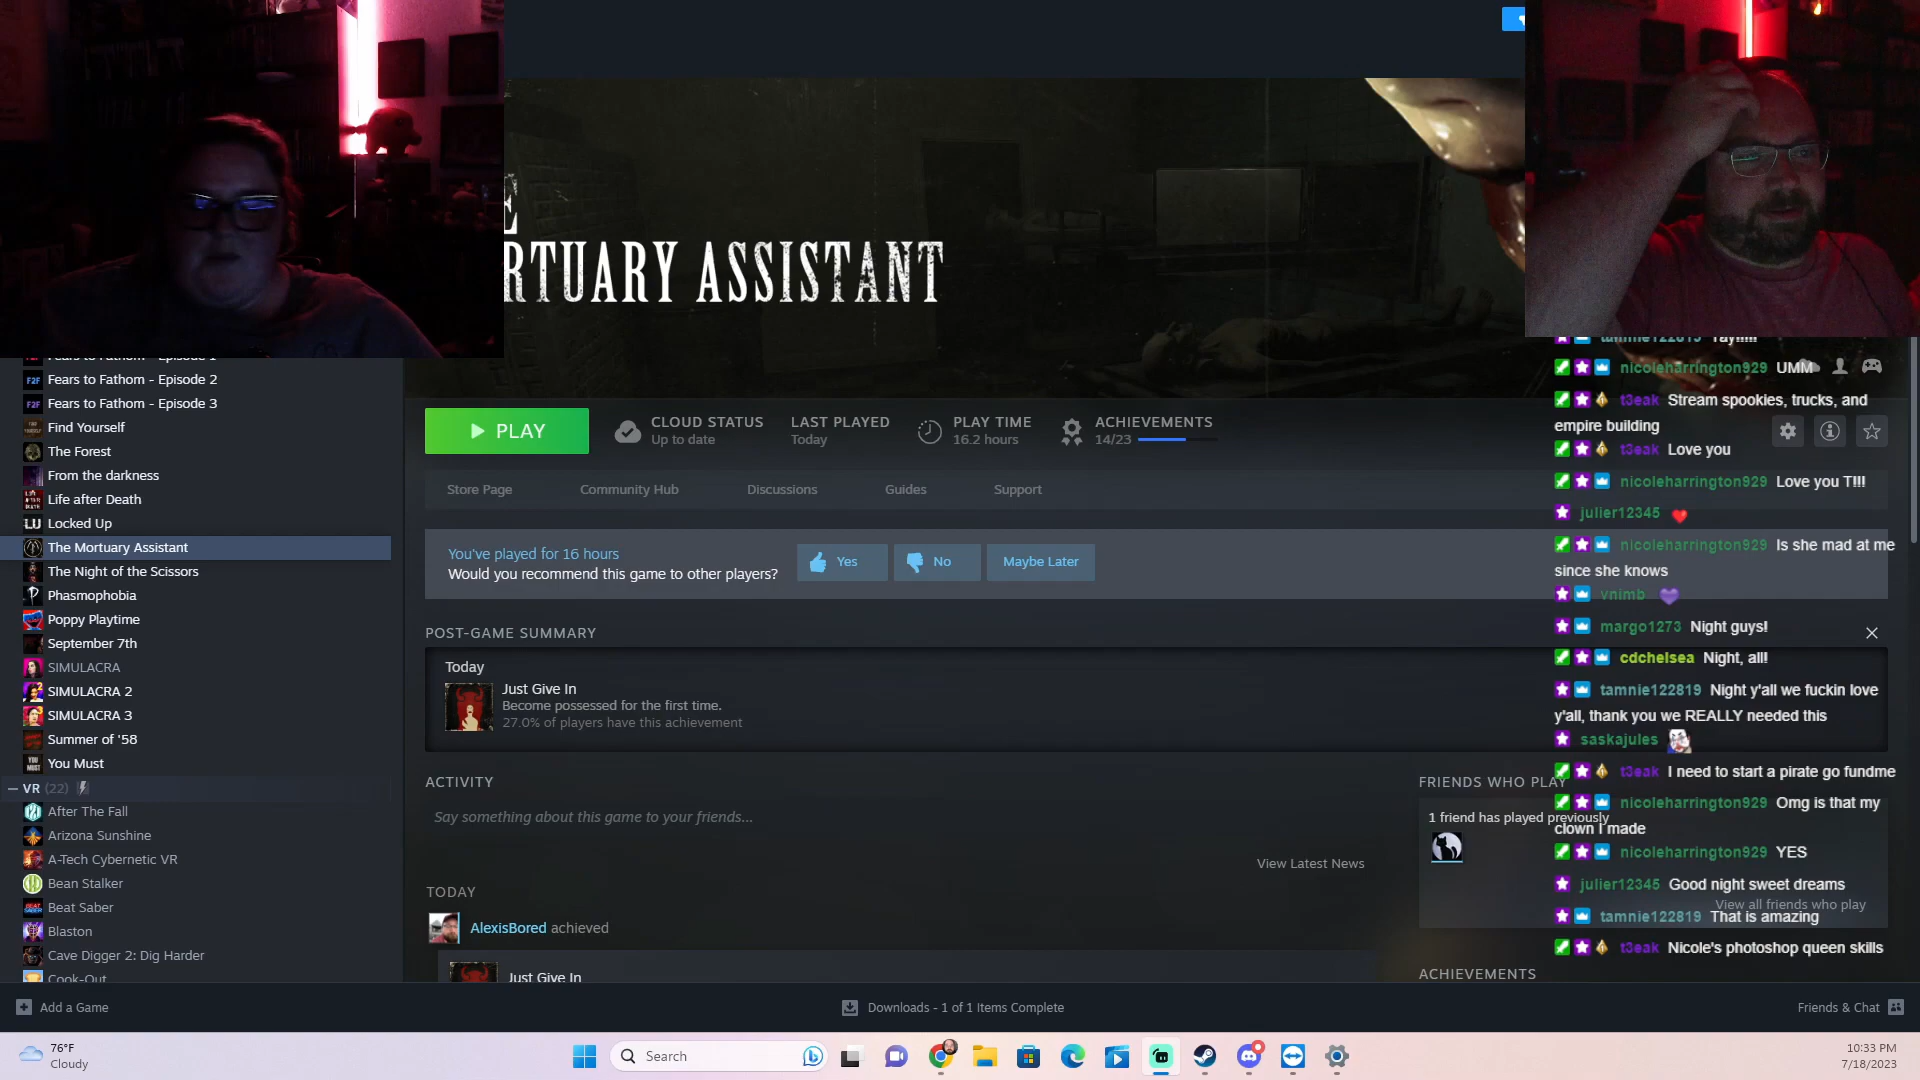 RTUARY ASSISTANT
Fears to Fathom - Episode 1
Fears to Fathom - Episode 2
Fears to Fathom - Episode 3
Find Yourself
The Forest
From the darkness
Life after Death
Locked Up
The Mortuary Assistant
The Night of the Scissors
Phasmophobia
Poppy Playtime
September 7th
SIMULACRA
SIMULACRA 2
SIMULACRA 3
Summer of '58
You Must
VR (22)
After The Fall
Arizona Sunshine
A-Tech Cybernetic VR
Bean Stalker
Beat Saber
Blaston
Cave Digger 2: Dig Harder
Cook-Out
PLAY
CLOUD STATUS
Up to date
LAST PLAYED
Today
PLAY TIME
16.2 hours
ACHIEVEMENTS
14/23
Store Page
Community Hub
Discussions
Guides
Support
You've played for 16 hours
Would you recommend this game to other players?
Yes
No
Maybe Later
POST-GAME SUMMARY
Today
Just Give In
Become possessed for the first time.
27.0% of players have this achievement
ACTIVITY
Say something about this game to your friends...
View Latest News
TODAY
AlexisBored achieved
Just Give In
FRIENDS WHO PLAY
1 friend has played previously
View all friends who play
ACHIEVEMENTS
tamnie122819 Yay!!!!!
nicoleharrington929 UMM
t3eak Stream spookies, trucks, and
empire building
t3eak Love you
nicoleharrington929 Love you T!!!
julier12345
nicoleharrington929 Is she mad at me
since she knows
vnimb
margo1273 Night guys!
cdchelsea Night, all!
tamnie122819 Night y'all we fuckin love
y'all, thank you we REALLY needed this
saskajules
t3eak I need to start a pirate go fundme
nicoleharrington929 Omg is that my
clown I made
nicoleharrington929 YES
julier12345 Good night sweet dreams
tamnie122819 That is amazing
t3eak Nicole's photoshop queen skills
Add a Game
Downloads - 1 of 1 Items Complete
Friends & Chat
76°F
Cloudy
Search
10:33 PM
7/18/2023